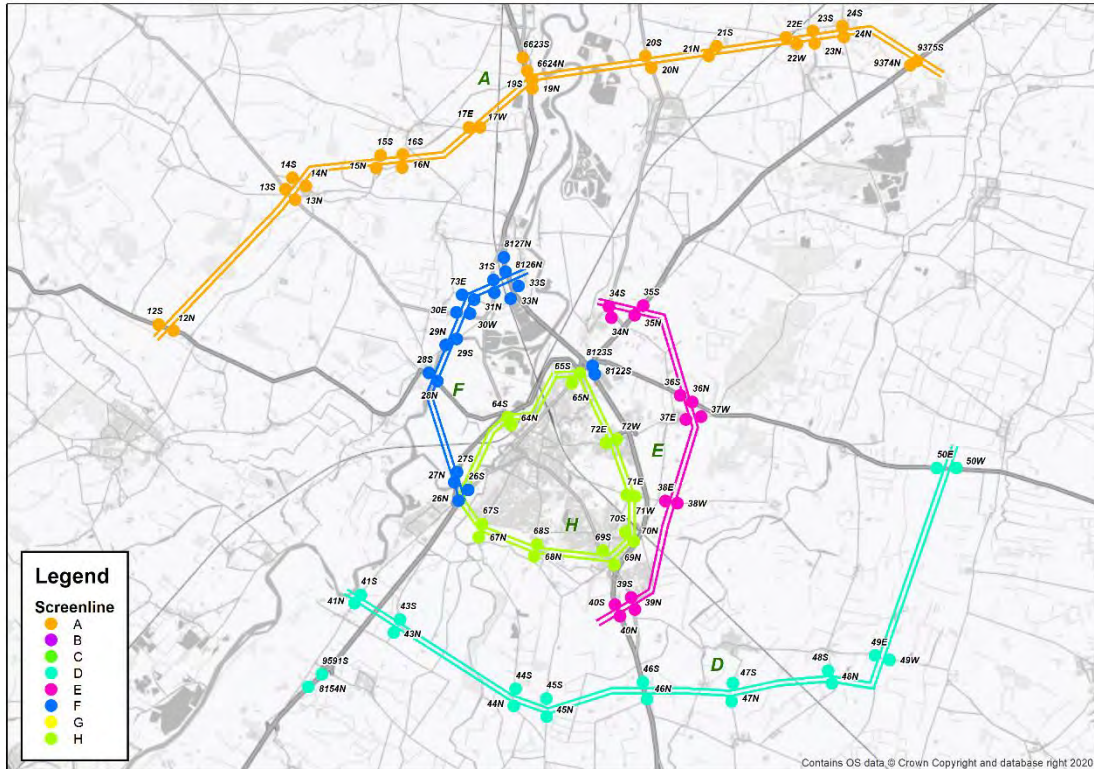 24S
23S
22E
21S
24N
9375S
6623S
20S
21N
23N
22W
9374N
6624N
20N
A
19S
19N
17E
17W
15S
16S
15N
16N
14S
14N
13S
13N
8127N
31S
8126N
73E
33S
12S
12N
30E
31N
33N
34S
35S
30W
34N
35N
29N
29S
8123S
28S
65S
8122S
28N
F
65N
36S
36N
64S
64N
37E
37W
72E
72W
E
27S
50E
50W
27N
26S
71E
38E
26N
38W
71W
67S
70S
H
70N
67N
68S
69S
68N
69N
Legend
39S
41S
40S
39N
Screenline
41N
43S
40N
A
43N
B
49E
C
9591S
46S
D
47S
48S
49W
D
8154N
44S
45S
48N
E
46N
47N
44N
45N
F
G
H
Contains OS data © Crown Copyright and database right 2020